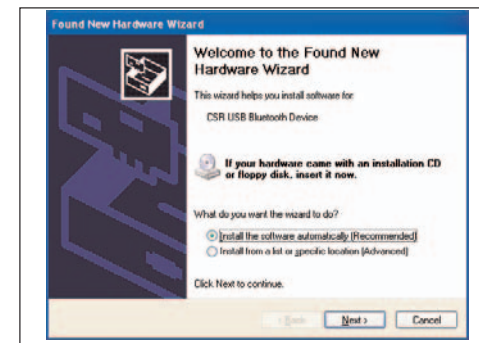 Found New Hardware Wizard
Welcome to the Found New
Hardware Wizard
This wizard helps you install software for:
CSR USB Bluetooth Device
If your hardware came with an installation CD
or floppy disk, insert it now.
What do you want the wizard to do?
Install the software automatically (Recommended)
Install from a list or specific location (Advanced)
Click Next to continue.
< Back Next > Cancel